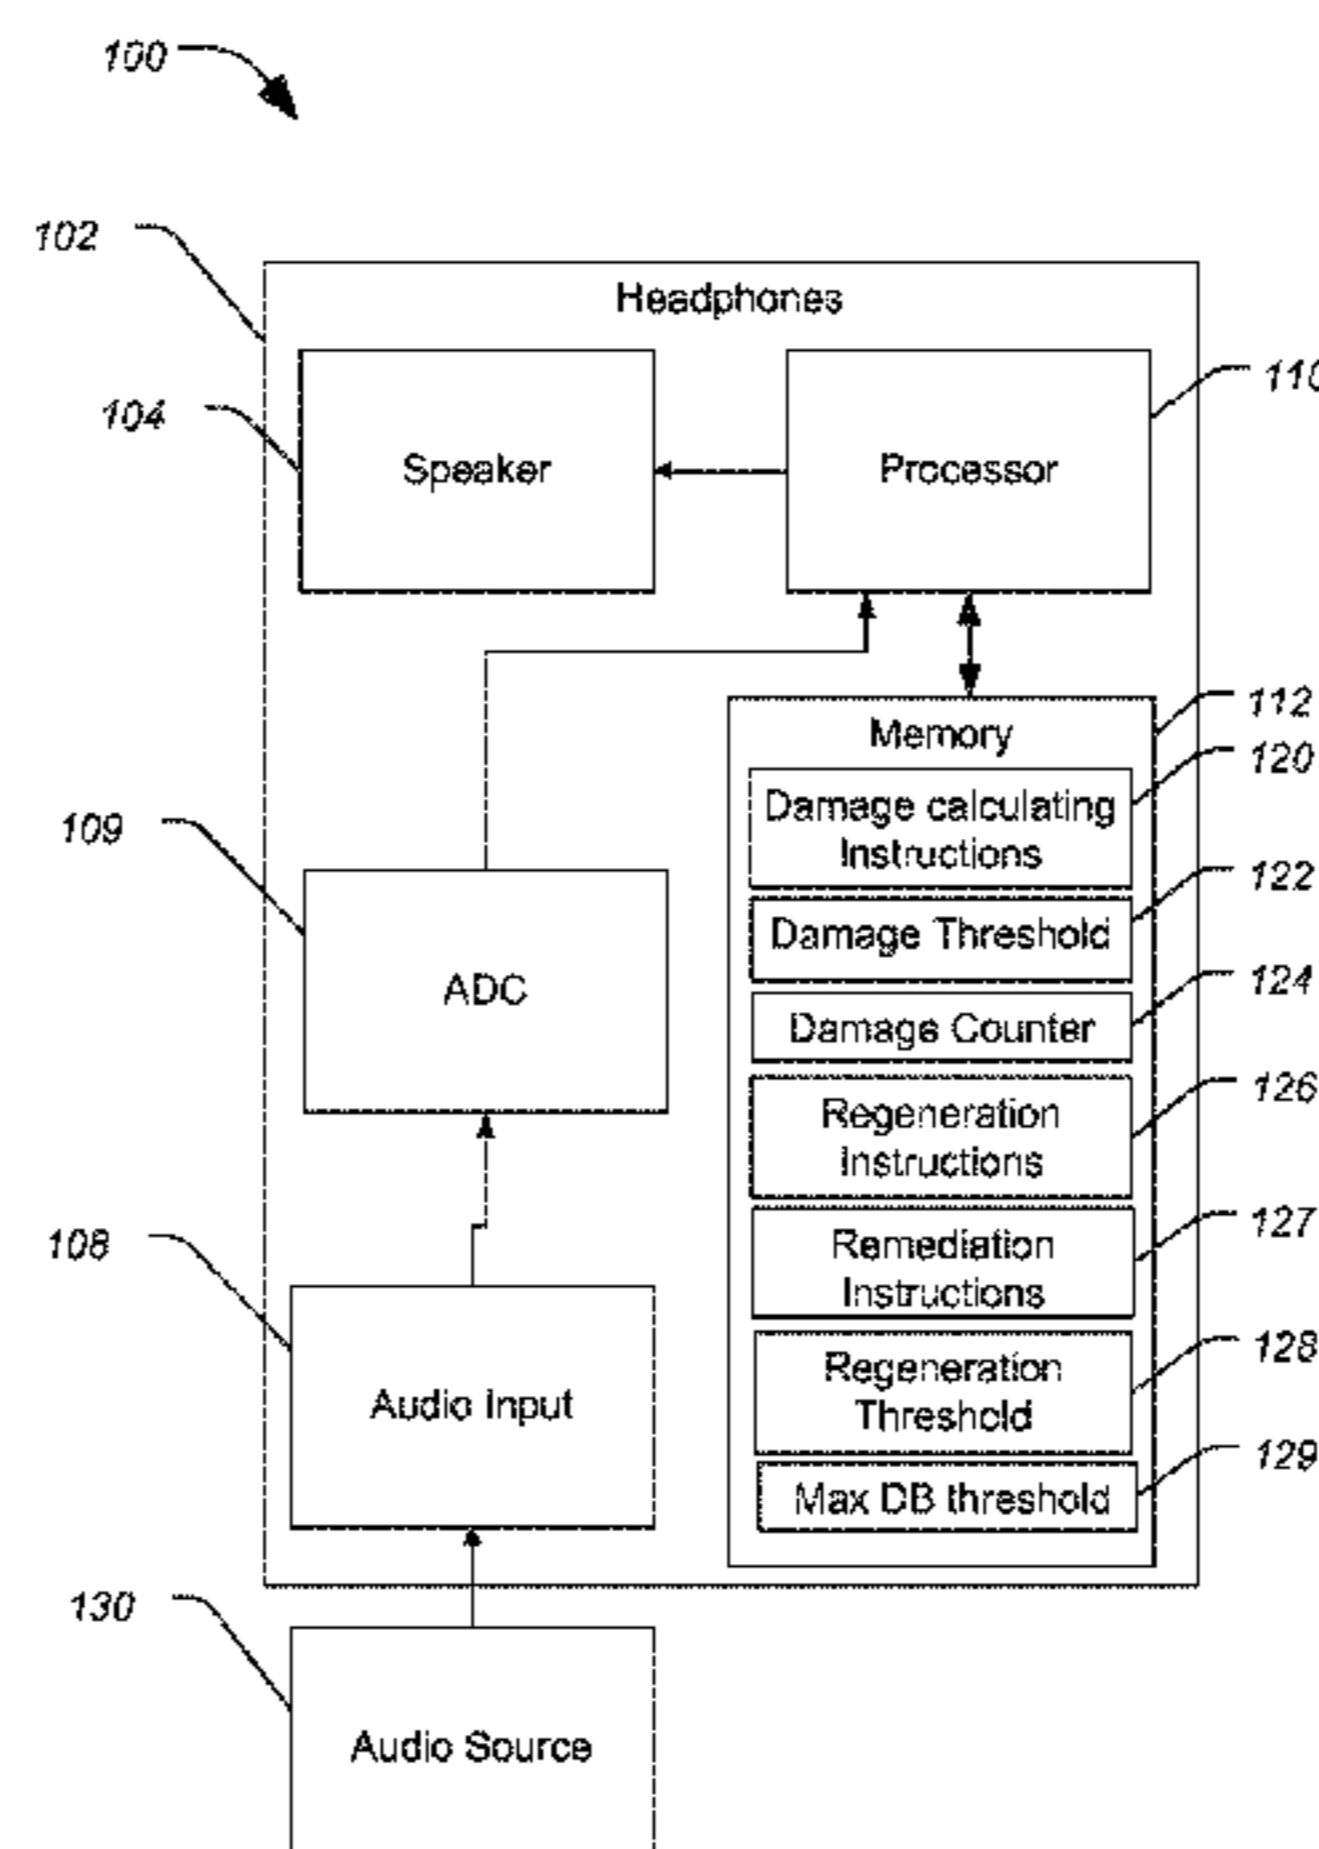 100
102
Headphones
110
104
Speaker
Processor
112
Memory
120
Damage calculating
Instructions
109
122
Damage Threshold
ADC
124
Damage Counter
126
Regeneration
Instructions
127
108
Remediation
Instructions
128
Regeneration
Threshold
Audio Input
129
Max DB threshold
130
Audio Source